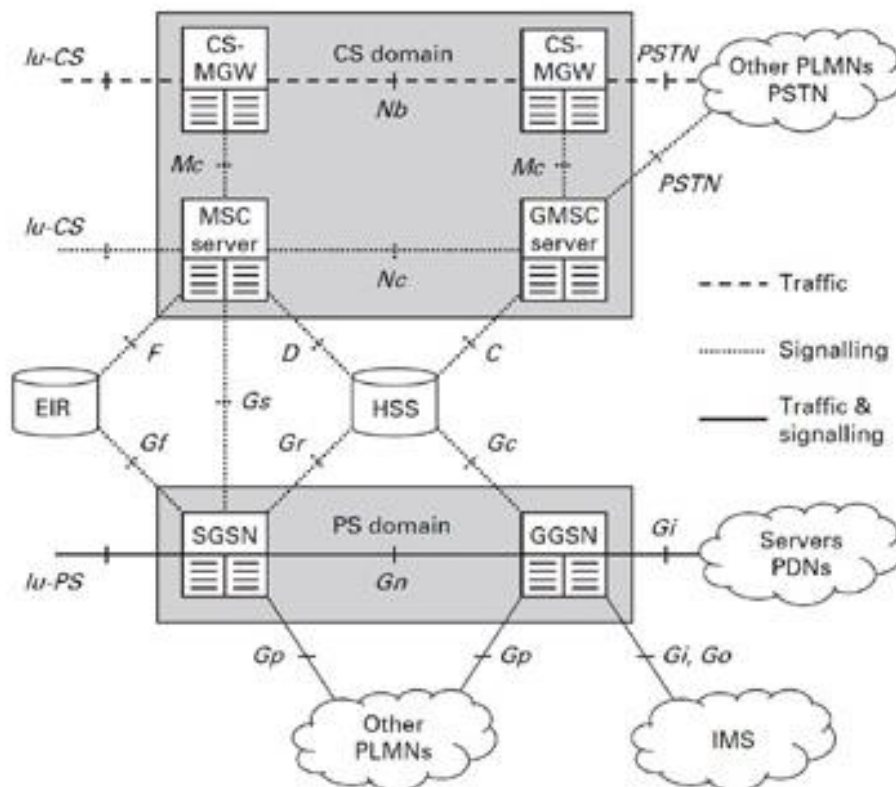 Iu-CS
CS-
MGW
CS domain
CS-
MGW
PSTN
Other PLMNs
PSTN
Nb
Mc
Mc
PSTN
Iu-CS
MSC
server
GMSC
server
Nc
Traffic
Signalling
Traffic &
signalling
F
D
C
EIR
Gs
HSS
Gf
Gr
Gc
SGSN
PS domain
GGSN
Gi
Servers
PDNs
Iu-PS
Gn
Gp
Gp
Gi, Go
Other
PLMNs
IMS